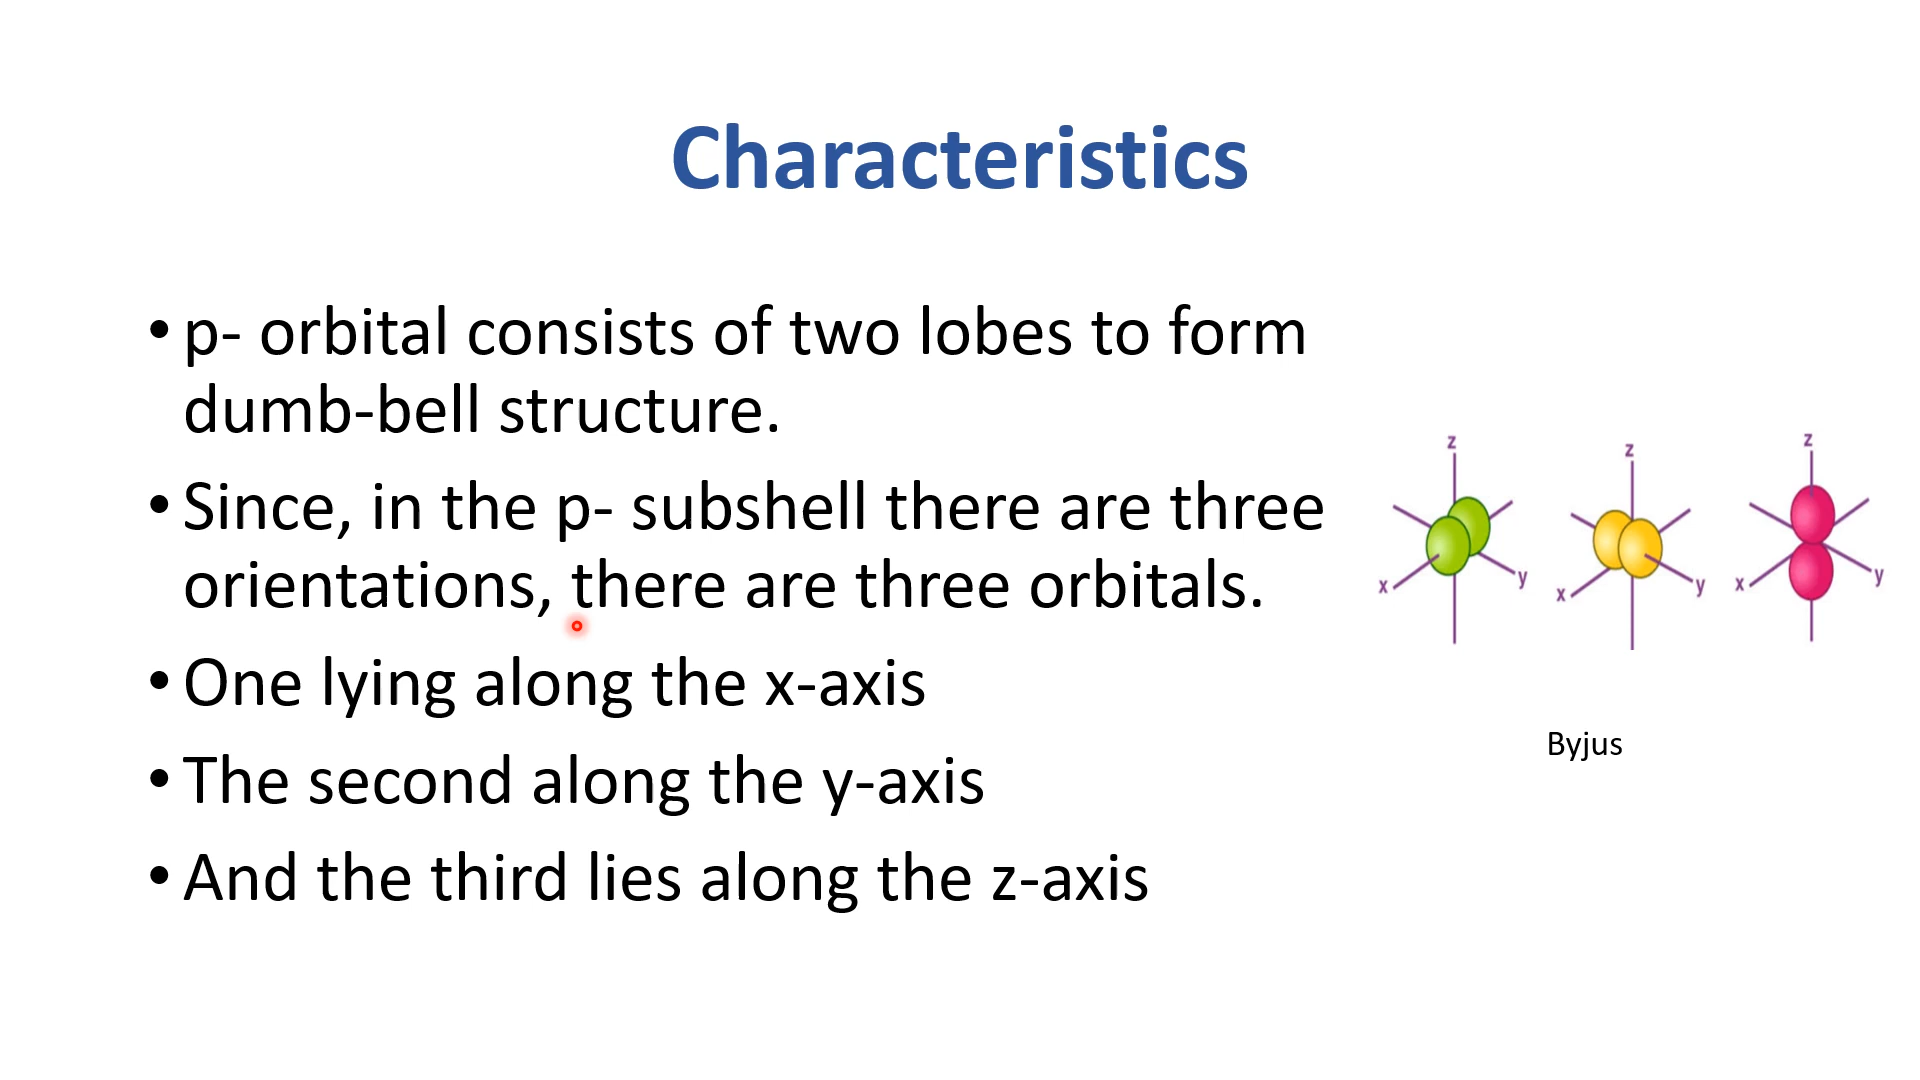 Characteristics
• p- orbital consists of two lobes to form
dumb-bell structure.
• Since, in the p- subshell there are three
orientations, there are three orbitals.
• One lying along the x-axis
• The second along the y-axis
• And the third lies along the z-axis
z
x
y
z
x
y
z
x
y
Byjus